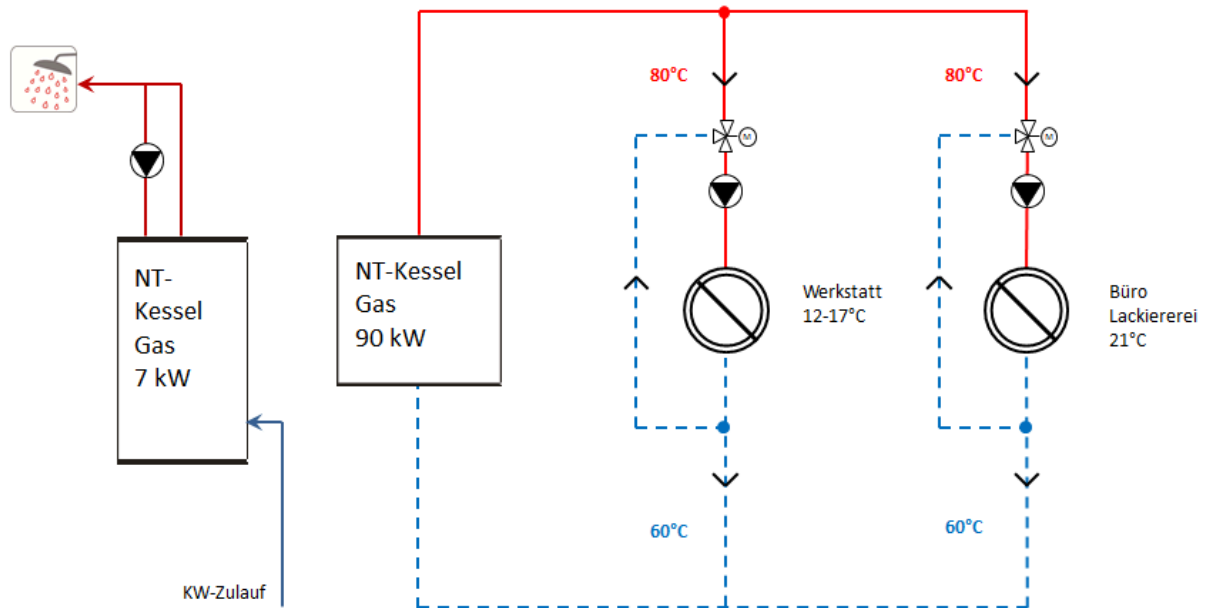 80°C
80°C
M
M
NT-
Kessel
Gas
7 kW
NT-Kessel
Gas
90 kW
Werkstatt
12-17°C
Büro
Lackiererei
21°C
60°C
60°C
KW-Zulauf